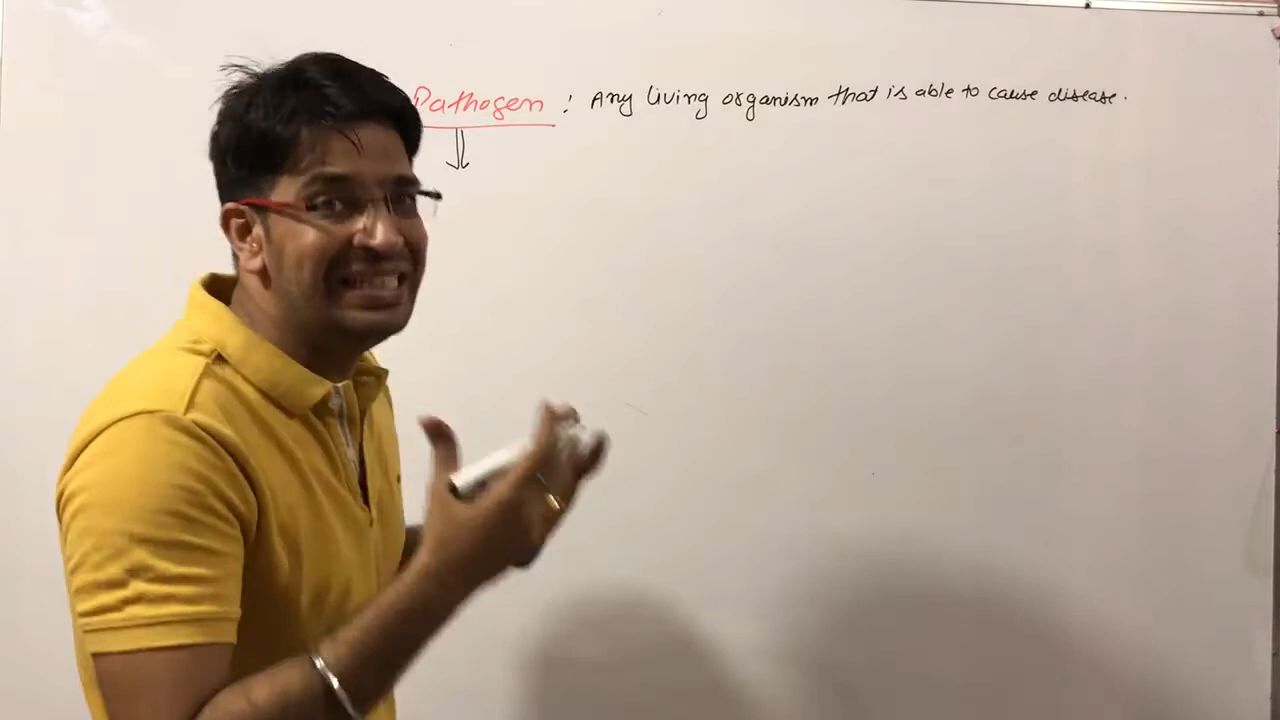 Pathogen : Any living organism that is able to cause disease.